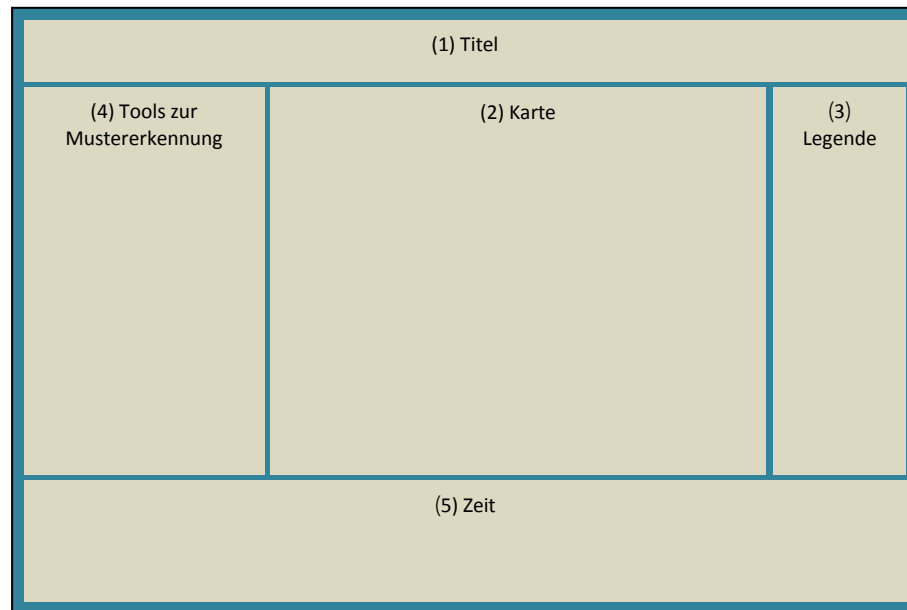 (1) Titel
(4) Tools zur
Mustererkennung
(2) Karte
(3)
Legende
(5) Zeit